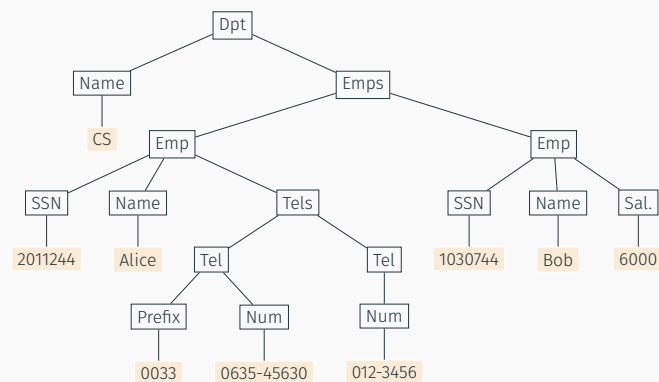 Dpt
Name Emps
CS
Emp Emp
SSN Name Tels SSN Name Sal.
2011244 Alice Tel Tel 1030744 Bob 6000
Prefix Num Num
0033 0635-45630 012-3456